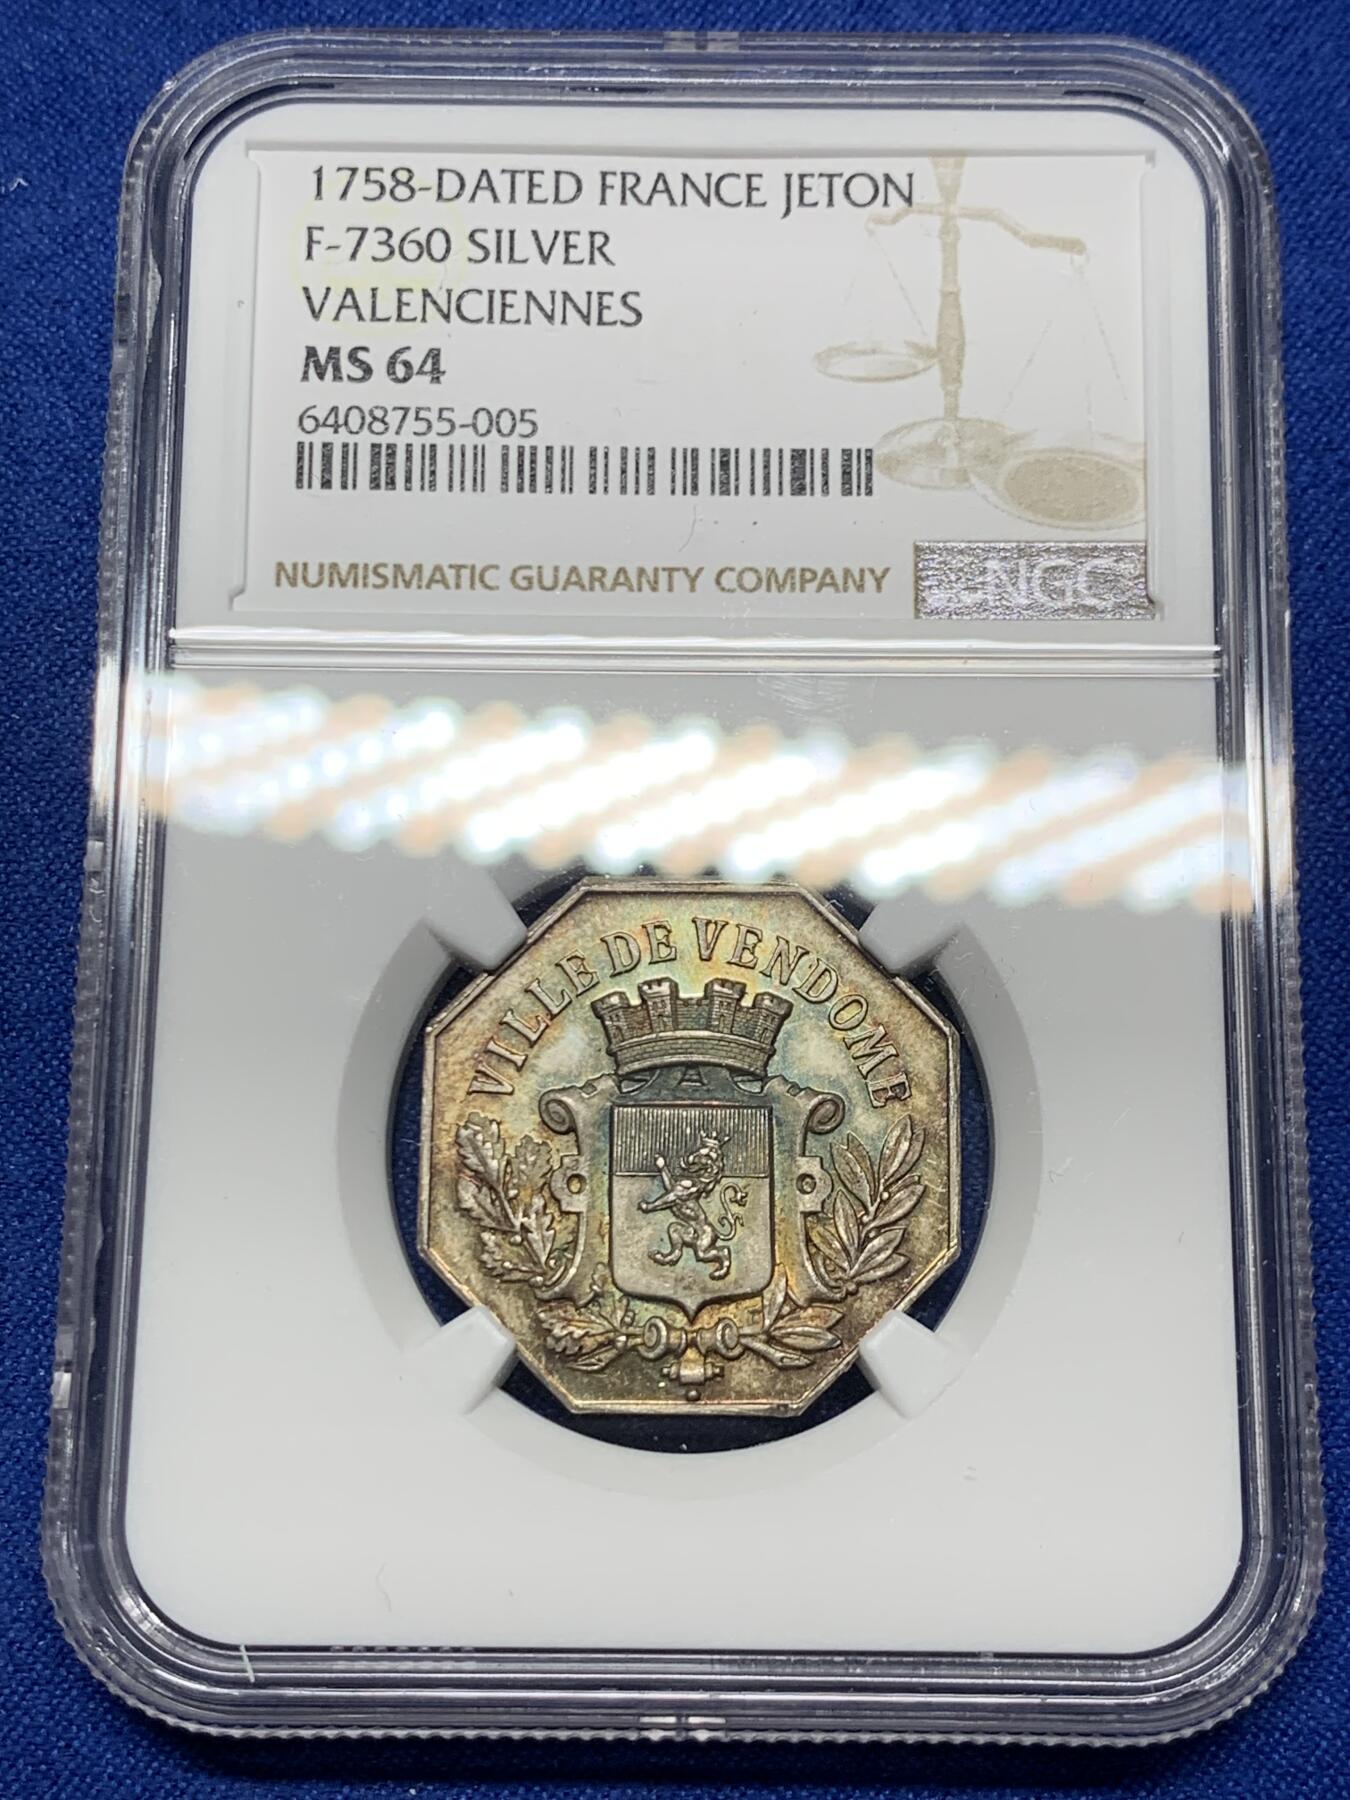 1758-DATED FRANCE JETON
F-7360 SILVER
VALENCIENNES
MS 64
6408755-005
NUMISMATIC GUARANTY COMPANY
NGC
VILLE DE VENDOME